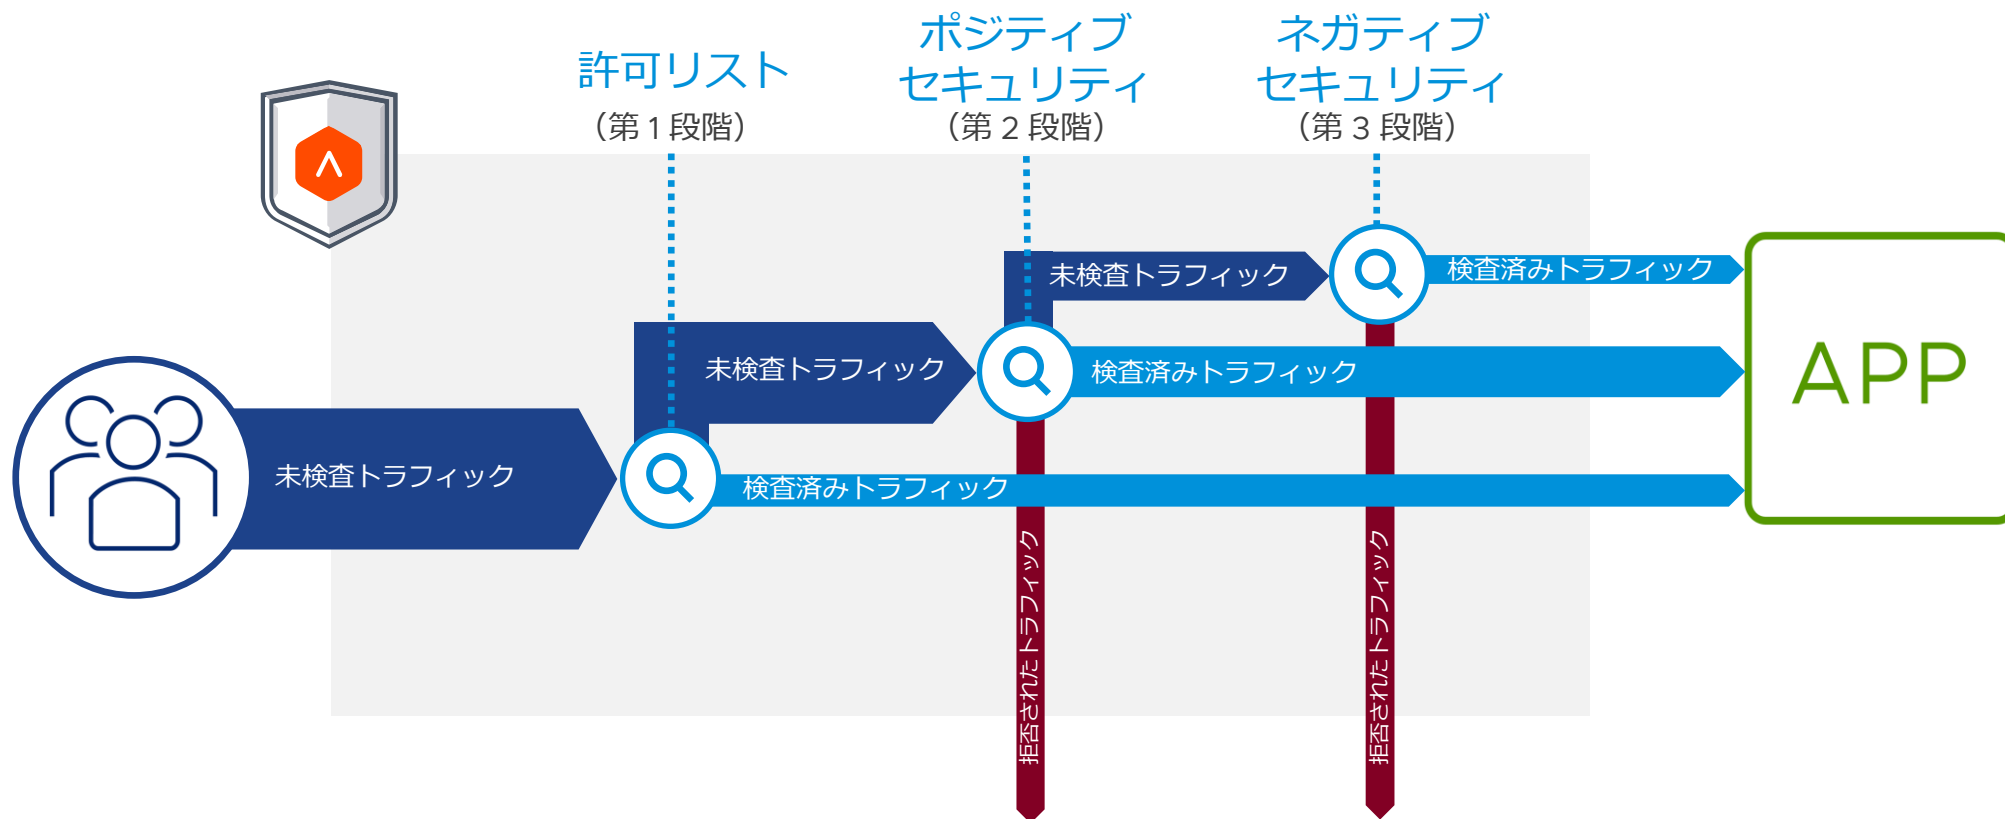 許可リスト
（第 1 段階）
ポジティブ
セキュリティ
（第 2 段階）
ネガティブ
セキュリティ
（第 3 段階）
未検査トラフィック
検査済みトラフィック
未検査トラフィック
検査済みトラフィック
未検査トラフィック
検査済みトラフィック
拒否されたトラフィック
拒否されたトラフィック
APP